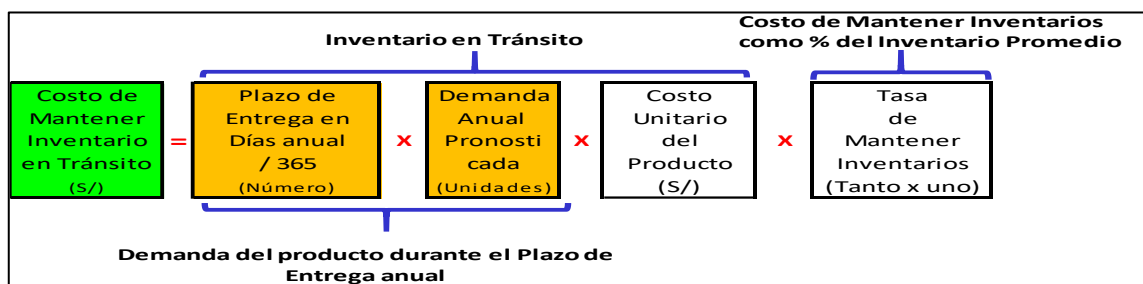 Costo de Mantener Inventarios
como % del Inventario Promedio
Inventario en Tránsito
Costo de
Mantener
Inventario
en Tránsito
(S/)
=
Plazo de
Entrega en
Días anual
/ 365
(Número)
x
Demanda
Anual
Pronosti
cada
(Unidades)
x
Costo
Unitario
del
Producto
(S/)
x
Tasa
de
Mantener
Inventarios
(Tanto x uno)
Demanda del producto durante el Plazo de
Entrega anual